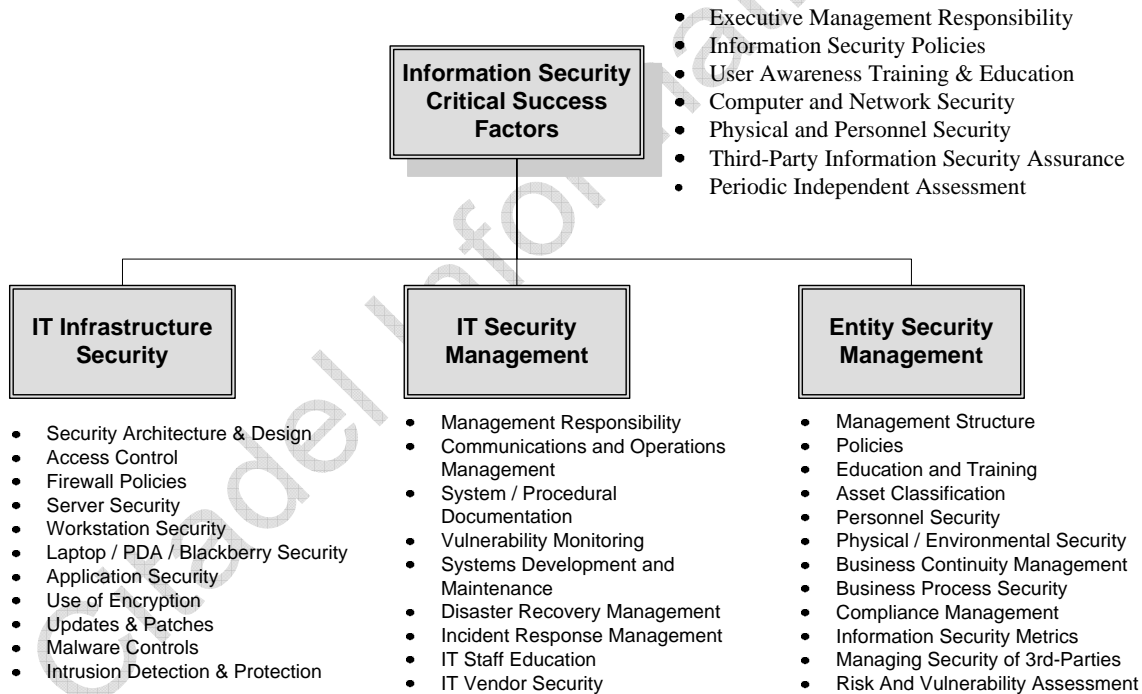 • Executive Management Responsibility
• Information Security Policies
• User Awareness Training & Education
• Computer and Network Security
• Physical and Personnel Security
• Third-Party Information Security Assurance
• Periodic Independent Assessment
Information Security
Critical Success
Factors
IT Infrastructure
Security
• Security Architecture & Design
• Access Control
• Firewall Policies
• Server Security
• Workstation Security
• Laptop / PDA / Blackberry Security
• Application Security
• Use of Encryption
• Updates & Patches
• Malware Controls
• Intrusion Detection & Protection
IT Security
Management
• Management Responsibility
• Communications and Operations
Management
• System / Procedural
Documentation
• Vulnerability Monitoring
• Systems Development and
Maintenance
• Disaster Recovery Management
• Incident Response Management
• IT Staff Education
• IT Vendor Security
Entity Security
Management
• Management Structure
• Policies
• Education and Training
• Asset Classification
• Personnel Security
• Physical / Environmental Security
• Business Continuity Management
• Business Process Security
• Compliance Management
• Information Security Metrics
• Managing Security of 3rd-Parties
• Risk And Vulnerability Assessment
Citadel